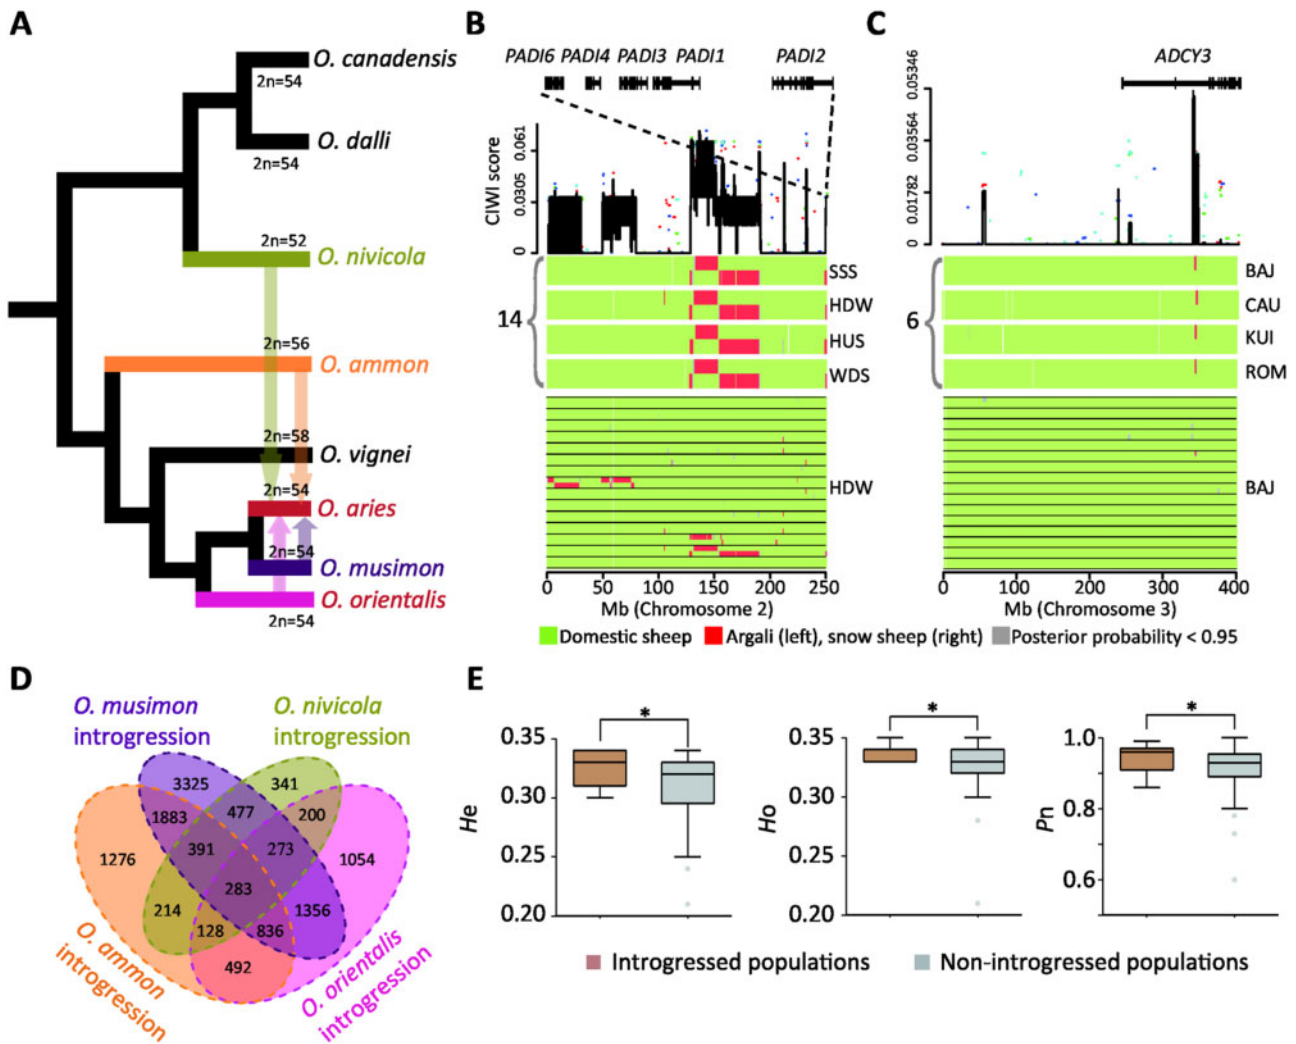 A
O. canadensis
2n=54
O. dalli
2n=54
2n=52
O. nivicola
2n=56
O. ammon
2n=58
O. vignei
2n=54
O. aries
2n=54
O. musimon
O. orientalis
2n=54
B
PADI6 PADI4 PADI3 PADI1 PADI2
CIWI score
0.061
0.0305
0
14
SSS
HDW
HUS
WDS
HDW
0 50 100 150 200 250
Mb (Chromosome 2)
C
ADCY3
0.05346
0.03564
0.01782
0
6
BAJ
CAU
KUI
ROM
BAJ
0 100 200 300 400
Mb (Chromosome 3)
Domestic sheep Argali (left), snow sheep (right) Posterior probability < 0.95
D
O. musimon
introgression
O. nivicola
introgression
3325
341
1883
477
200
1276
391
273
1054
283
214
128
836
1356
492
O. ammon
introgression
O. orientalis
introgression
E
He
0.35
0.30
0.25
0.20
*
Ho
0.35
0.30
0.25
0.20
*
Pn
1.0
0.8
0.6
*
Introgressed populations Non-introgressed populations